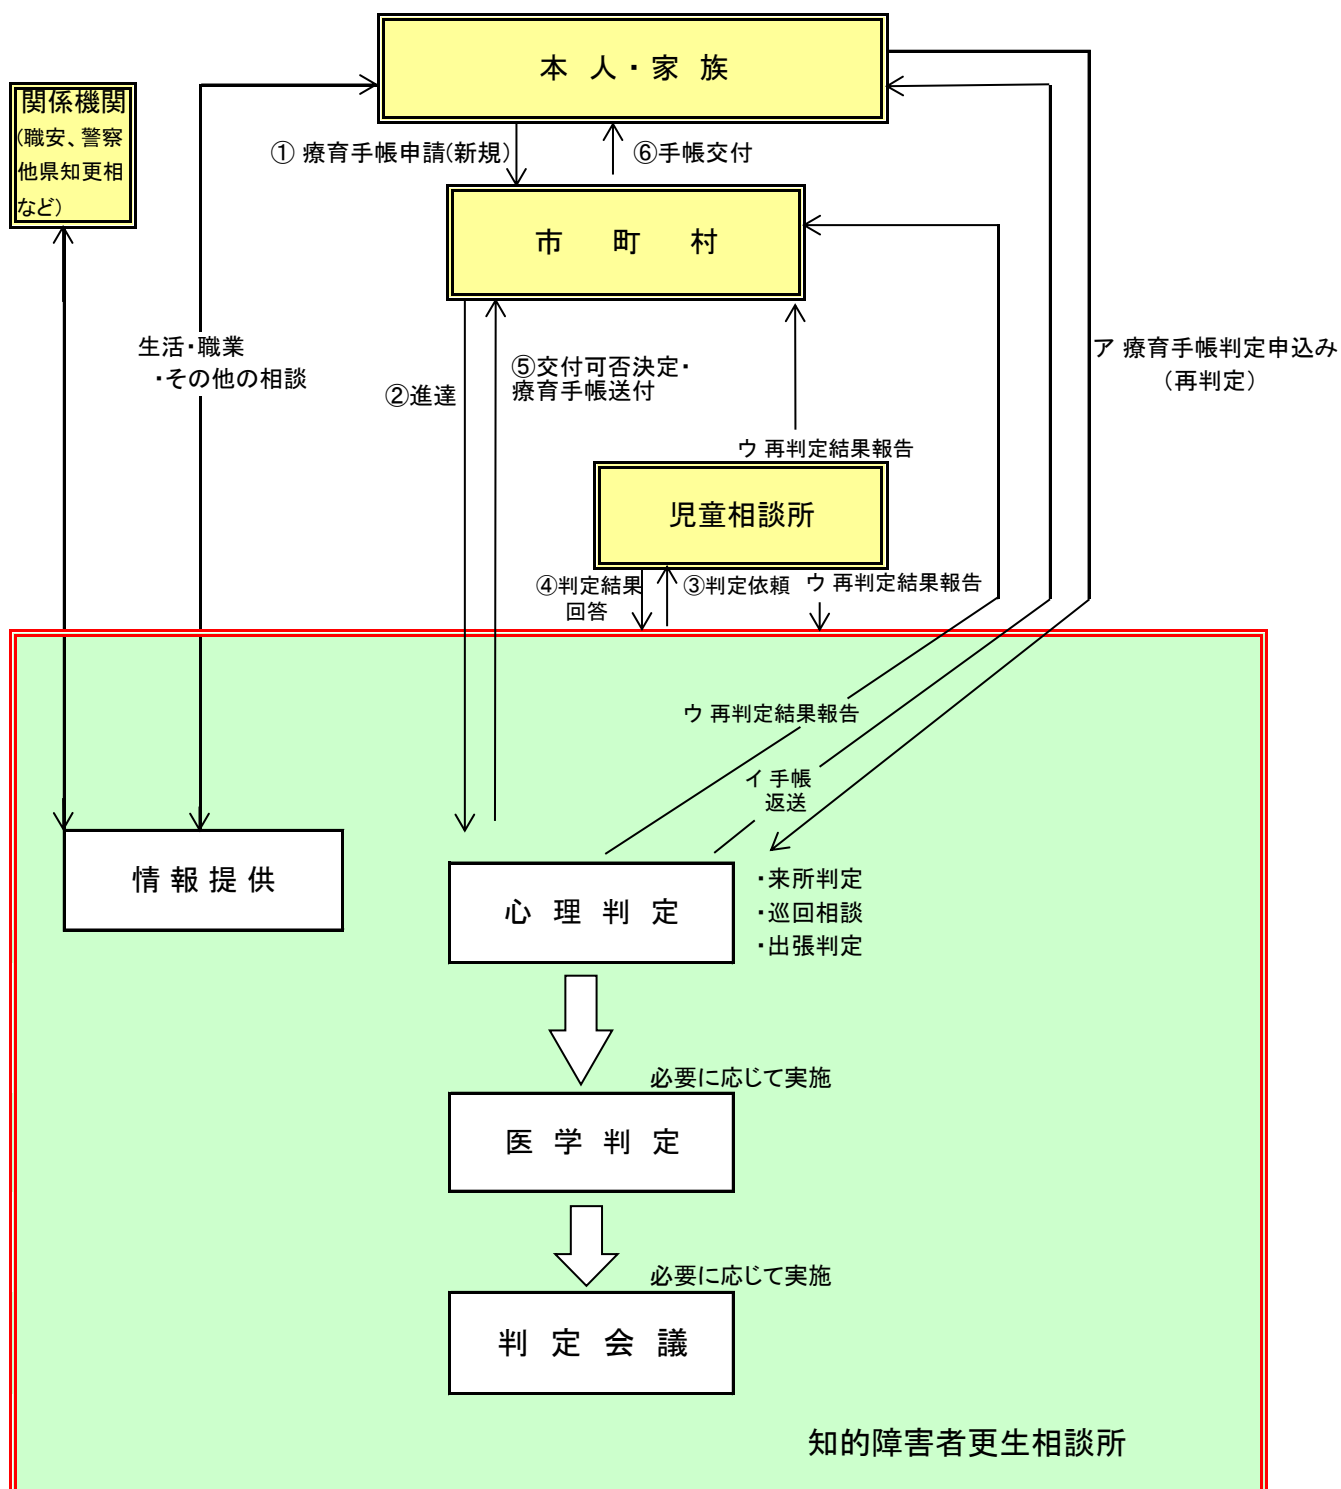 本 人・家 族
関係機関
(職安、警察
他県知更相
など)
① 療育手帳申請(新規)
⑥手帳交付
市 町 村
生活・職業
・その他の相談
②進達
⑤交付可否決定・
療育手帳送付
ア 療育手帳判定申込み
（再判定）
ウ 再判定結果報告
児童相談所
④判定結果
回答
③判定依頼
ウ 再判定結果報告
ウ 再判定結果報告
イ 手帳
返送
情報提供
心 理 判 定
・来所判定
・巡回相談
・出張判定
必要に応じて実施
医 学 判 定
必要に応じて実施
判 定 会 議
知的障害者更生相談所